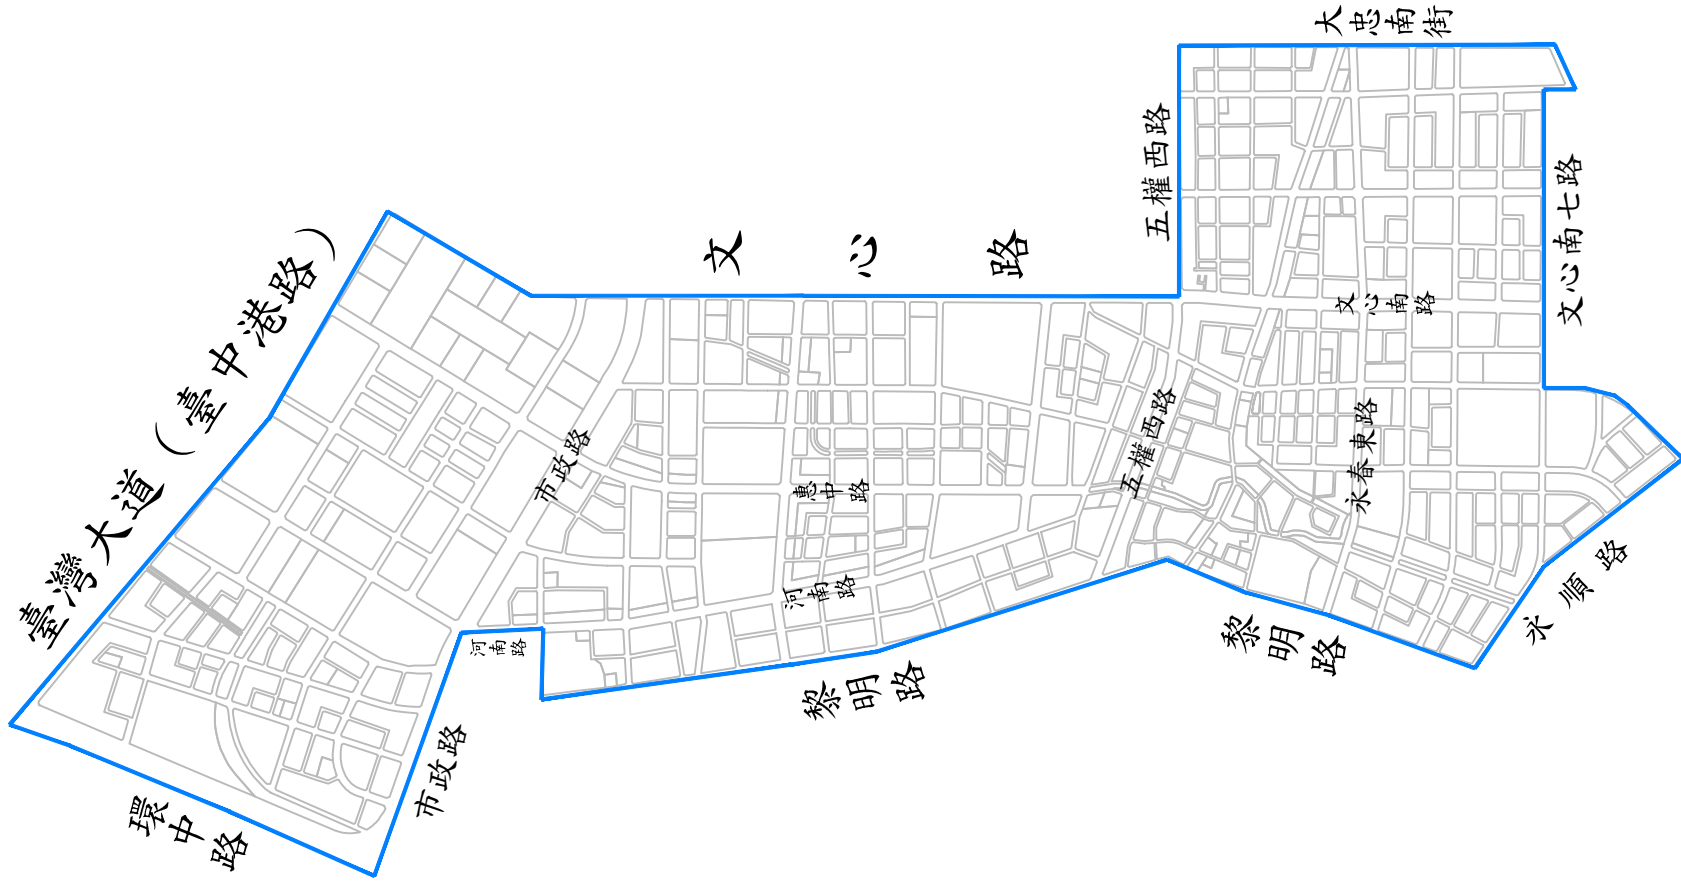 大忠南街
五權西路
文心南七路
文心路
臺灣大道（臺中港路）
文心南路
五權西路
永春東路
市政路
惠中路
河南路
河南路
永順路
黎明路
黎明路
市政路
環中路